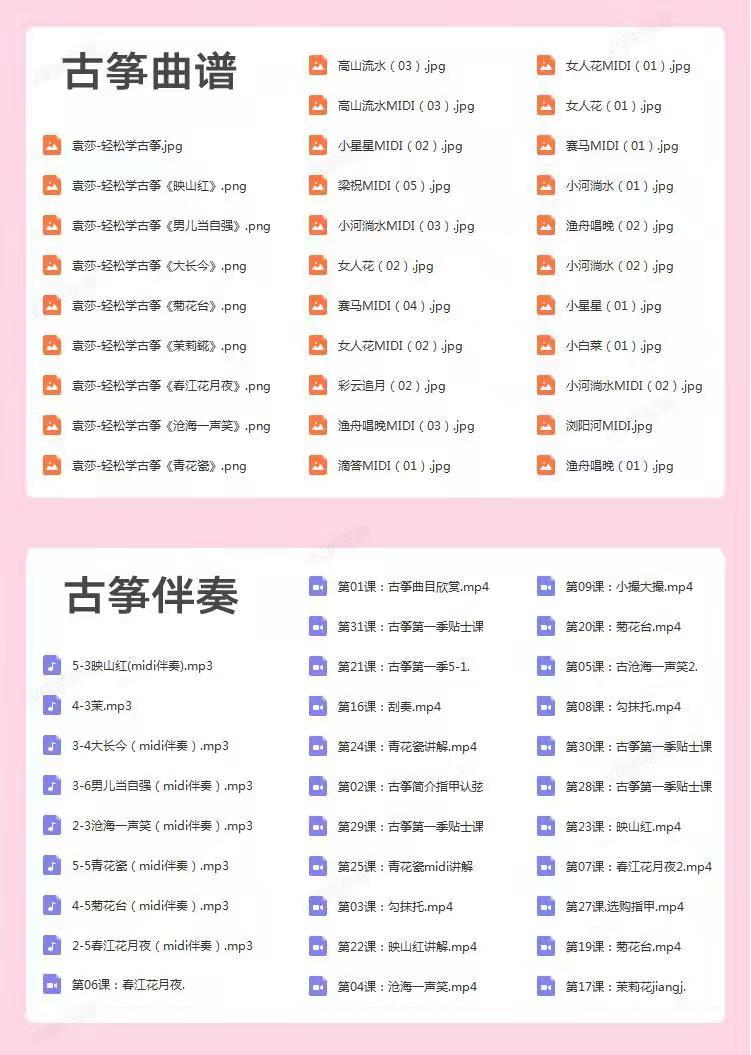 古筝曲谱
袁莎-轻松学古筝.jpg
袁莎-轻松学古筝《映山红》.png
袁莎-轻松学古筝《男儿当自强》.png
袁莎-轻松学古筝《大长今》.png
袁莎-轻松学古筝《菊花台》.png
袁莎-轻松学古筝《茉莉蘤》.png
袁莎-轻松学古筝《春江花月夜》.png
袁莎-轻松学古筝《沧海一声笑》.png
袁莎-轻松学古筝《青花瓷》.png
高山流水（03）.jpg
高山流水MIDI（03）.jpg
小星星MIDI（02）.jpg
梁祝MIDI（05）.jpg
小河淌水MIDI（03）.jpg
女人花（02）.jpg
赛马MIDI（04）.jpg
女人花MIDI（02）.jpg
彩云追月（02）.jpg
渔舟唱晚MIDI（03）.jpg
滴答MIDI（01）.jpg
女人花MIDI（01）.jpg
女人花（01）.jpg
赛马MIDI（01）.jpg
小河淌水（01）.jpg
渔舟唱晚（02）.jpg
小河淌水（02）.jpg
小星星（01）.jpg
小白菜（01）.jpg
小河淌水MIDI（02）.jpg
浏阳河MIDI.jpg
渔舟唱晚（01）.jpg
古筝伴奏
5-3映山红(midi伴奏).mp3
4-3茉.mp3
3-4大长今（midi伴奏）.mp3
3-6男儿当自强（midi伴奏）.mp3
2-3沧海一声笑（midi伴奏）.mp3
5-5青花瓷（midi伴奏）.mp3
4-5菊花台（midi伴奏）.mp3
2-5春江花月夜（midi伴奏）.mp3
第06课：春江花月夜.
第01课：古筝曲目欣赏.mp4
第31课：古筝第一季贴士课
第21课：古筝第一季5-1.
第16课：刮奏.mp4
第24课：青花瓷讲解.mp4
第02课：古筝简介指甲认弦
第29课：古筝第一季贴士课
第25课：青花瓷midi讲解
第03课：勾抹托.mp4
第22课：映山红讲解.mp4
第04课：沧海一声笑.mp4
第09课：小撮大撮.mp4
第20课：菊花台.mp4
第05课：古沧海一声笑2.
第08课：勾抹托.mp4
第30课：古筝第一季贴士课
第28课：古筝第一季贴士课
第23课：映山红.mp4
第07课：春江花月夜2.mp4
第27课.选购指甲.mp4
第19课：菊花台.mp4
第17课：茉莉花jiangj.